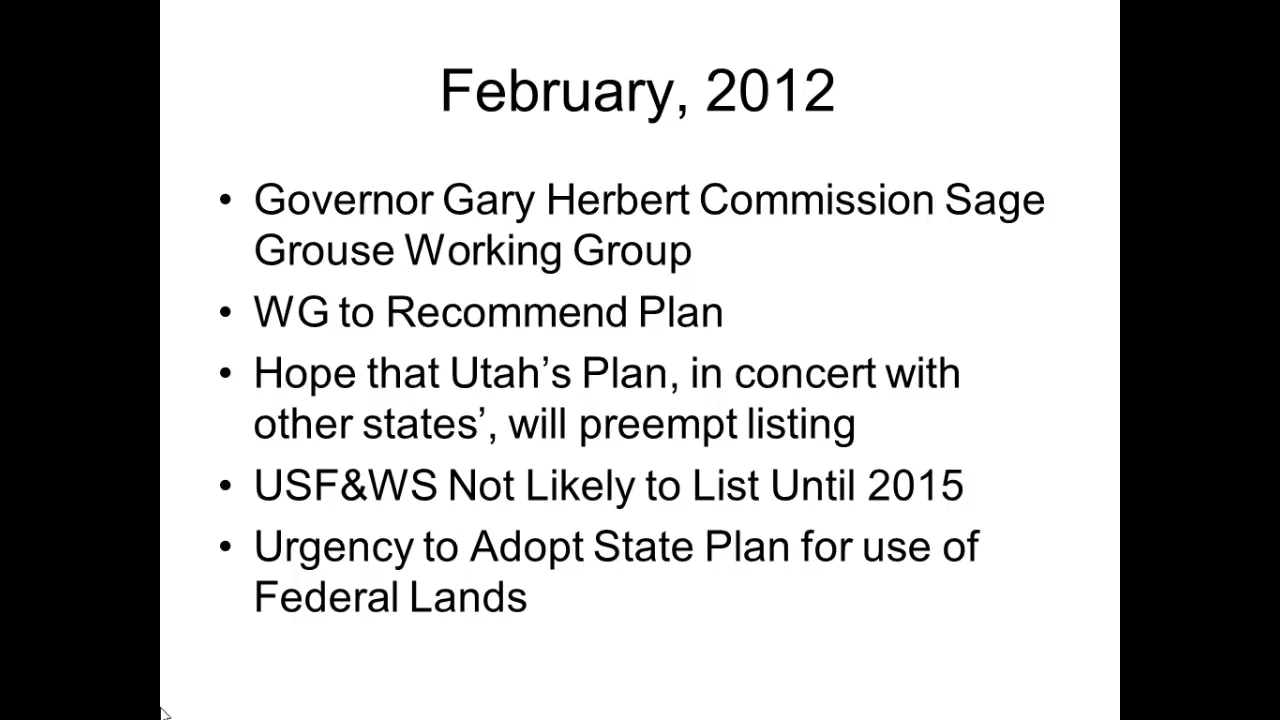 February, 2012
• Governor Gary Herbert Commission Sage
Grouse Working Group
• WG to Recommend Plan
• Hope that Utah’s Plan, in concert with
other states’, will preempt listing
• USF&WS Not Likely to List Until 2015
• Urgency to Adopt State Plan for use of
Federal Lands